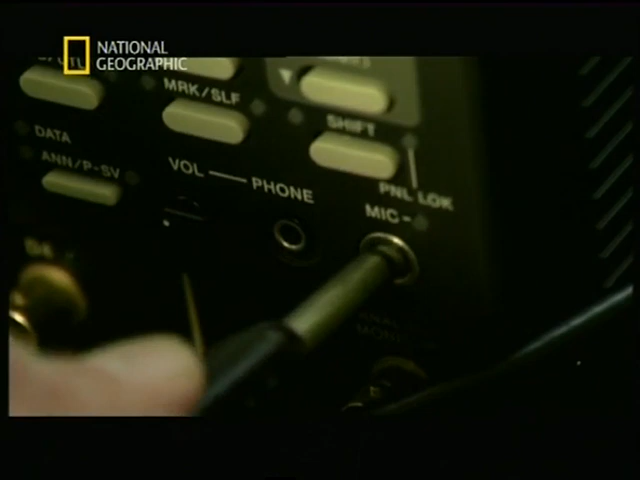 NATIONAL
GEOGRAPHIC
MRK/SLF
SHIFT
DATA
ANN/P-SV
VOL
PHONE
PNL LOK
MIC